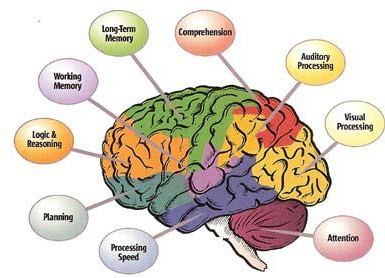 Long-Term
Memory
Comprehension
Auditory
Processing
Working
Memory
Visual
Processing
Logic &
Reasoning
Planning
Processing
Speed
Attention